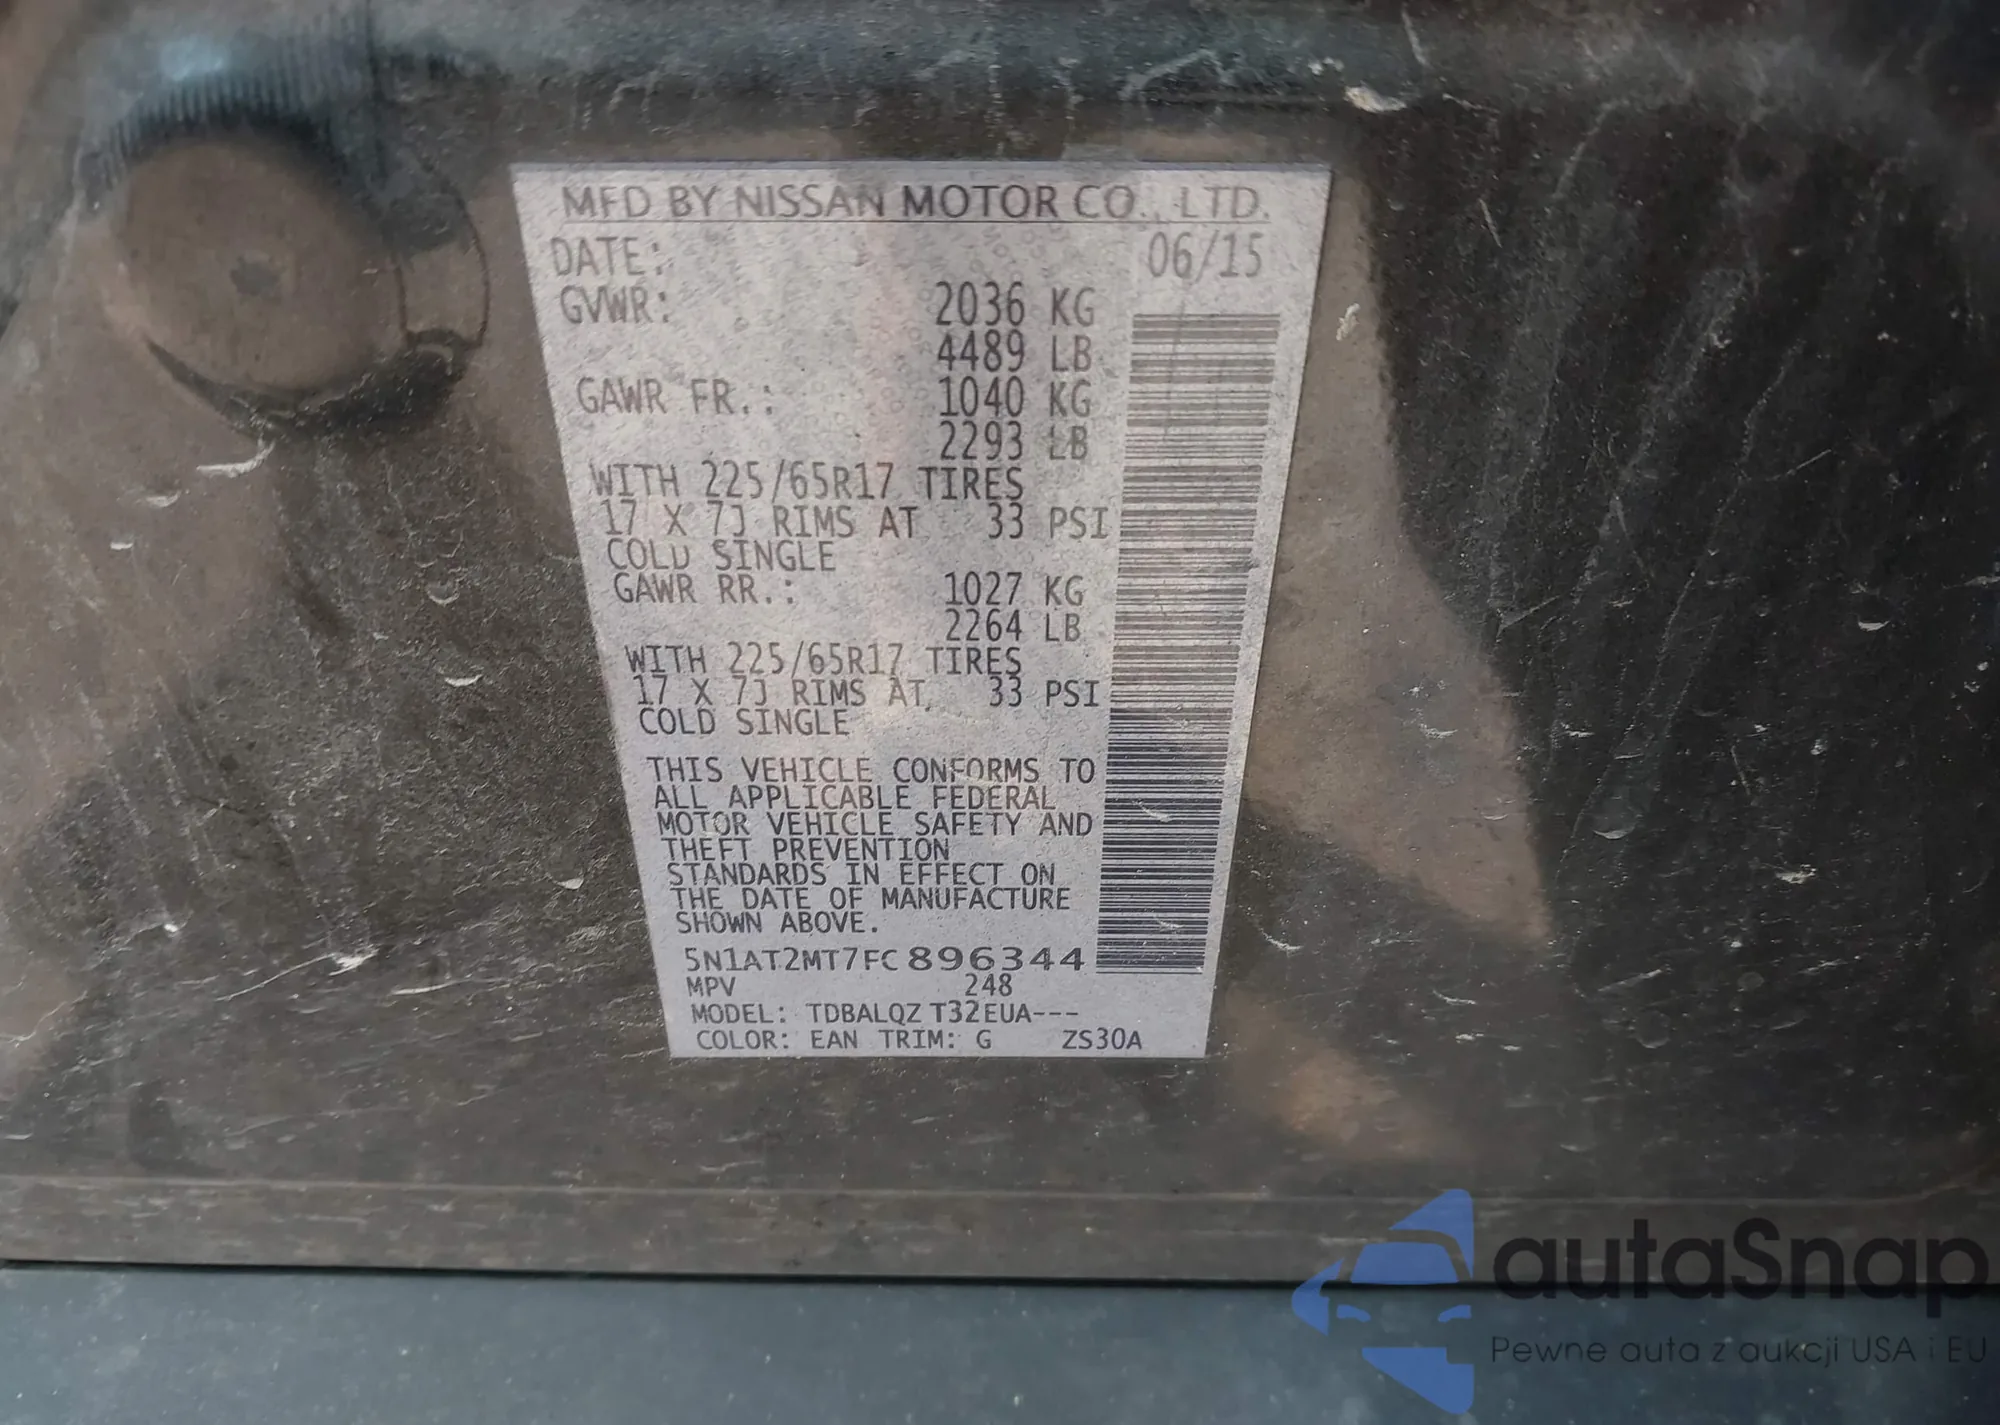 MFD BY NISSAN MOTOR CO., LTD.
DATE: 06/15
GVWR: 2036 KG
4489 LB
GAWR FR.: 1040 KG
2293 LB
WITH 225/65R17 TIRES
17 X 7J RIMS AT 33 PSI
COLD SINGLE
GAWR RR.: 1027 KG
2264 LB
WITH 225/65R17 TIRES
17 X 7J RIMS AT 33 PSI
COLD SINGLE
THIS VEHICLE CONFORMS TO
ALL APPLICABLE FEDERAL
MOTOR VEHICLE SAFETY AND
THEFT PREVENTION
STANDARDS IN EFFECT ON
THE DATE OF MANUFACTURE
SHOWN ABOVE.
5N1AT2MT7FC896344
MPV 248
MODEL: TDBALQZ T32EUA---
COLOR: EAN TRIM: G ZS30A
autaSnap
Pewne auta z aukcji USA i EU